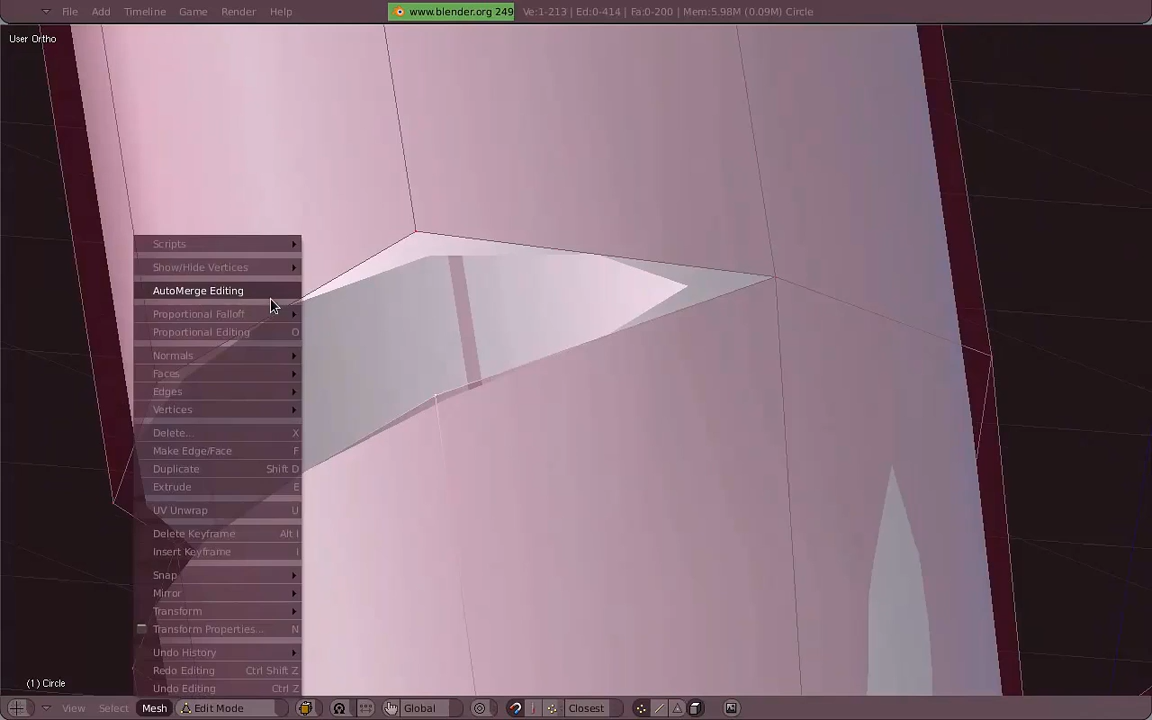 File Add Timeline Game Render Help www.blender.org 249 Ve:1-213 | Ed:0-414 | Fa:0-200 | Mem:5.98M (0.09M) Circle
User Ortho
Scripts
Show/Hide Vertices
AutoMerge Editing
Proportional Falloff
Proportional Editing O
Normals
Faces
Edges
Vertices
Delete... X
Make Edge/Face F
Duplicate Shift D
Extrude E
UV Unwrap U
Delete Keyframe Alt I
Insert Keyframe I
Snap
Mirror
Transform
Transform Properties... N
Undo History
Redo Editing Ctrl Shift Z
Undo Editing Ctrl Z
(1) Circle
View Select Mesh Edit Mode Global Closest